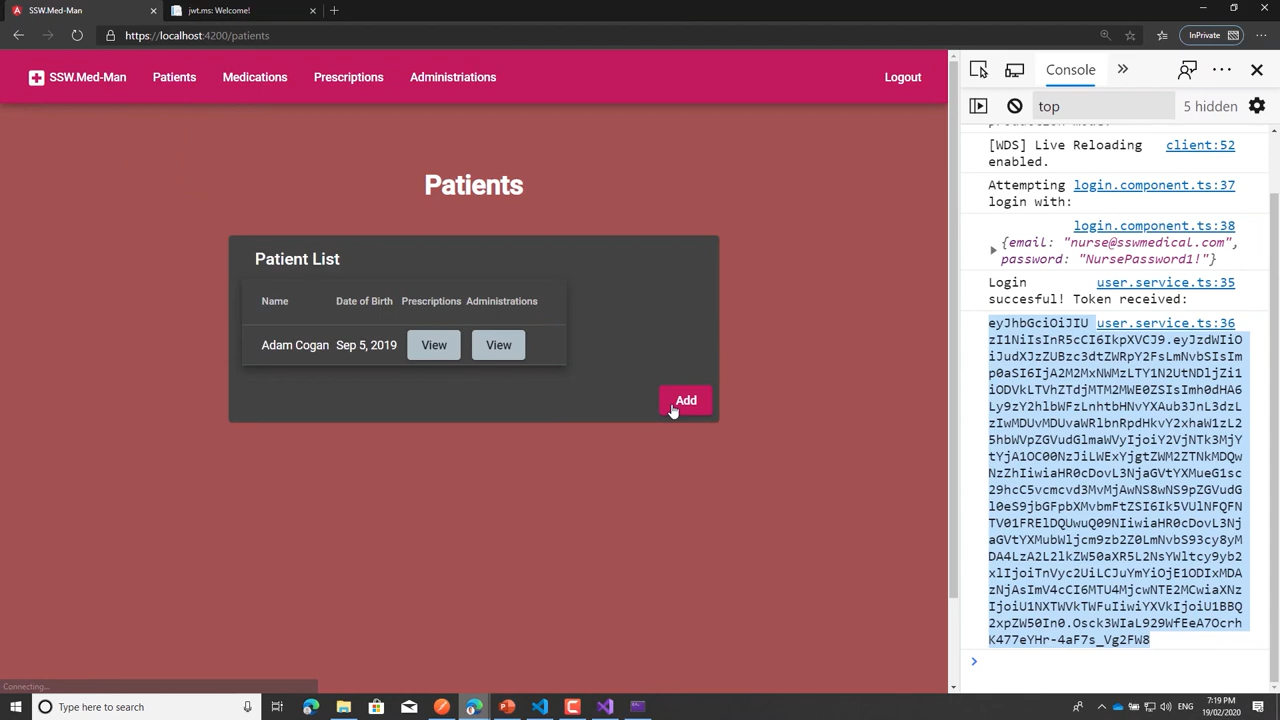 SSW.Med-Man
jwt.ms: Welcome!
https://localhost:4200/patients
InPrivate
SSW.Med-Man
Patients
Medications
Prescriptions
Administriations
Logout
Patients
Patient List
Name
Date of Birth
Prescriptions
Administrations
Adam Cogan
Sep 5, 2019
View
View
Add
Connecting...
Console
top
5 hidden
[WDS] Live Reloading client:52
enabled.
Attempting login.component.ts:37
login with:
login.component.ts:38
{email: "nurse@sswmedical.com",
password: "NursePassword1!"}
Login user.service.ts:35
succesful! Token received:
user.service.ts:36
Type here to search
ENG
7:19 PM
19/02/2020